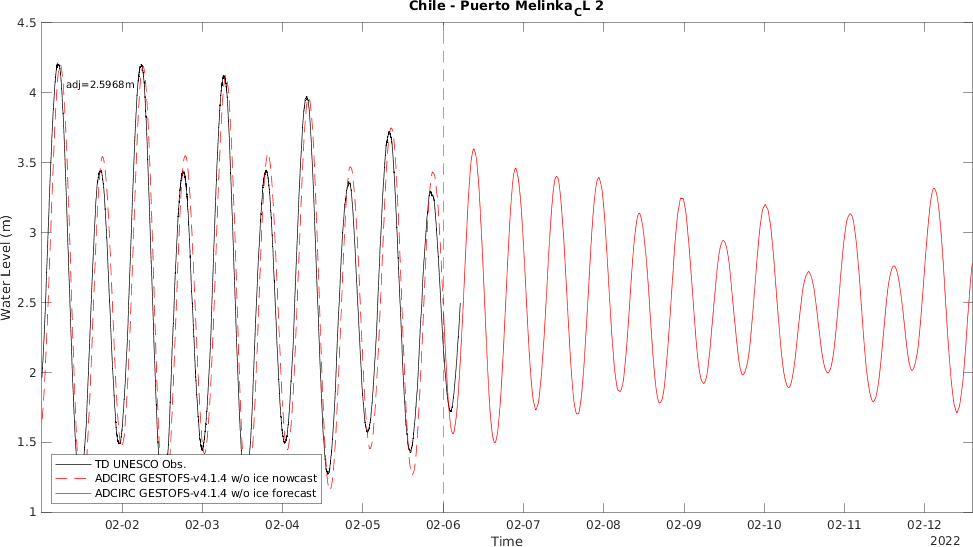 Chile - Puerto MelinkaCL 2
4.5
4
3.5
3
2.5
2
1.5
1
Water Level (m)
adj=2.5968m
TD UNESCO Obs.
ADCIRC GESTOFS-v4.1.4 w/o ice nowcast
ADCIRC GESTOFS-v4.1.4 w/o ice forecast
02-02 02-03 02-04 02-05 02-06 02-07 02-08 02-09 02-10 02-11 02-12
Time
2022